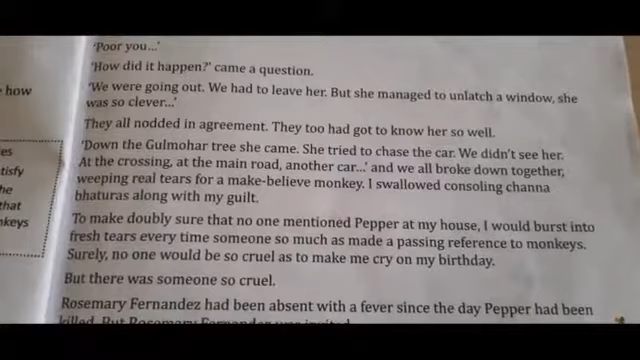 'Poor you...'
'How did it happen?' came a question.
how
'We were going out. We had to leave her. But she managed to unlatch a window, she
was so clever...'
They all nodded in agreement. They too had got to know her so well.
'Down the Gulmohar tree she came. She tried to chase the car. We didn't see her.
At the crossing, at the main road, another car...' and we all broke down together,
weeping real tears for a make-believe monkey. I swallowed consoling channa
bhaturas along with my guilt.
es
tisfy
he
that
nkeys
To make doubly sure that no one mentioned Pepper at my house, I would burst into
fresh tears every time someone so much as made a passing reference to monkeys.
Surely, no one would be so cruel as to make me cry on my birthday.
But there was someone so cruel.
Rosemary Fernandez had been absent with a fever since the day Pepper had been
killed. But Rosemary Fernandez was invited